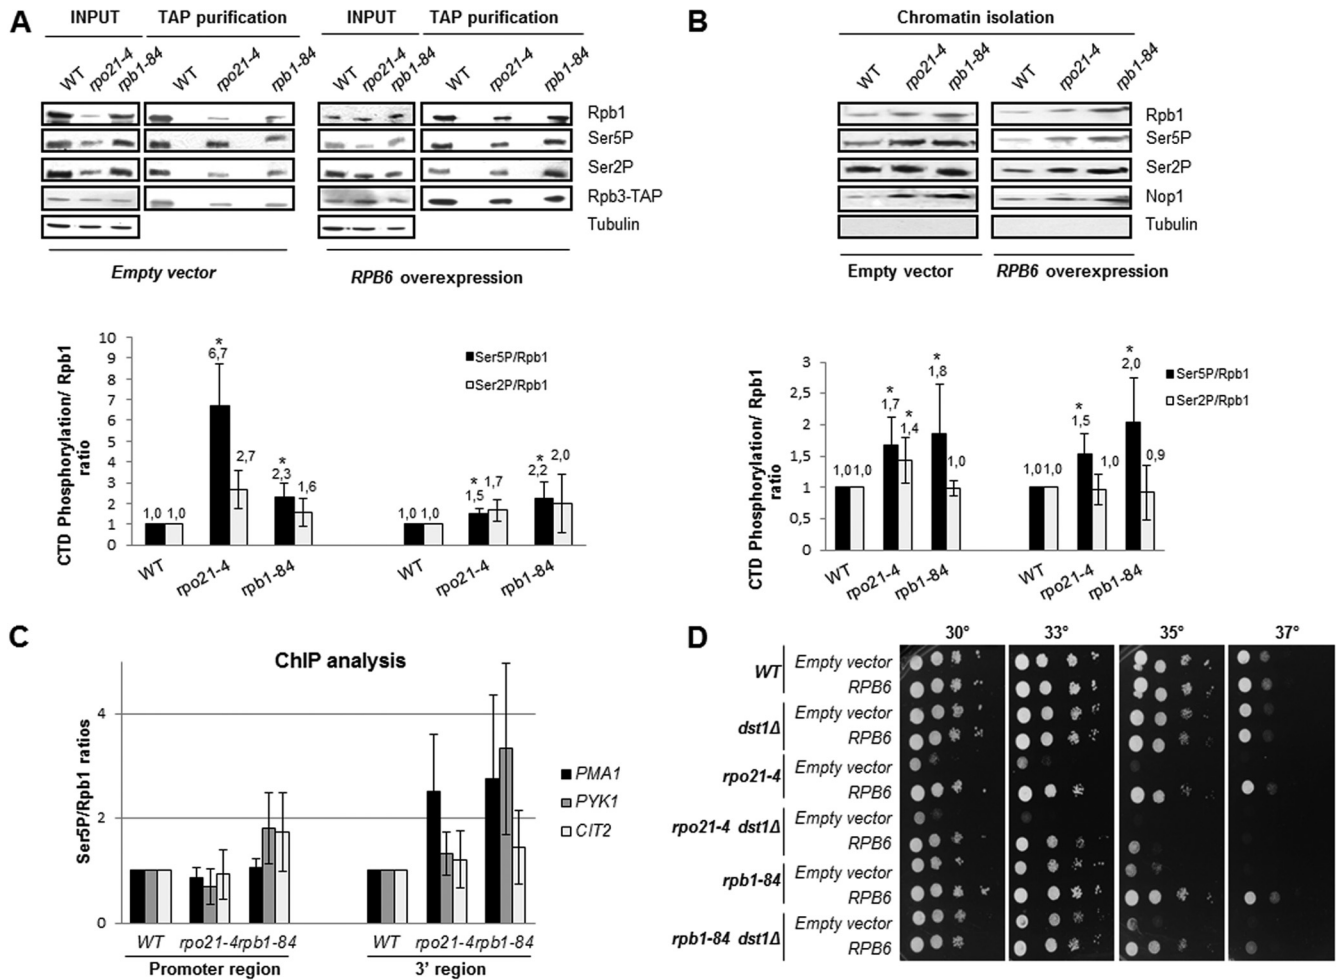 A
INPUT TAP purification INPUT TAP purification
WT rpo21-4 rpb1-84 WT rpo21-4 rpb1-84 WT rpo21-4 rpb1-84 WT rpo21-4 rpb1-84
Rpb1
Ser5P
Ser2P
Rpb3-TAP
Tubulin
Empty vector RPB6 overexpression
CTD Phosphorylation/ Rpb1 ratio
10
9
8
7
6
5
4
3
2
1
0
Ser5P/Rpb1
Ser2P/Rpb1
1,0 1,0 * 6,7 2,7 * 2,3 1,6 1,0 1,0 * 1,5 1,7 * 2,2 2,0
WT rpo21-4 rpb1-84 WT rpo21-4 rpb1-84
B
Chromatin isolation
WT rpo21-4 rpb1-84 WT rpo21-4 rpb1-84
Rpb1
Ser5P
Ser2P
Nop1
Tubulin
Empty vector RPB6 overexpression
CTD Phosphorylation/ Rpb1 ratio
3
2,5
2
1,5
1
0,5
0
Ser5P/Rpb1
Ser2P/Rpb1
1,0 1,0 * 1,7 * 1,4 * 1,8 1,0 1,0 1,0 * 1,5 1,0 * 2,0 0,9
WT rpo21-4 rpb1-84 WT rpo21-4 rpb1-84
C
ChIP analysis
Ser5P/Rpb1 ratios
4
2
0
PMA1
PYK1
CIT2
WT rpo21-4 rpb1-84 WT rpo21-4 rpb1-84
Promoter region 3' region
D
30° 33° 35° 37°
WT Empty vector
RPB6
dst1Δ Empty vector
RPB6
rpo21-4 Empty vector
RPB6
rpo21-4 dst1Δ Empty vector
RPB6
rpb1-84 Empty vector
RPB6
rpb1-84 dst1Δ Empty vector
RPB6